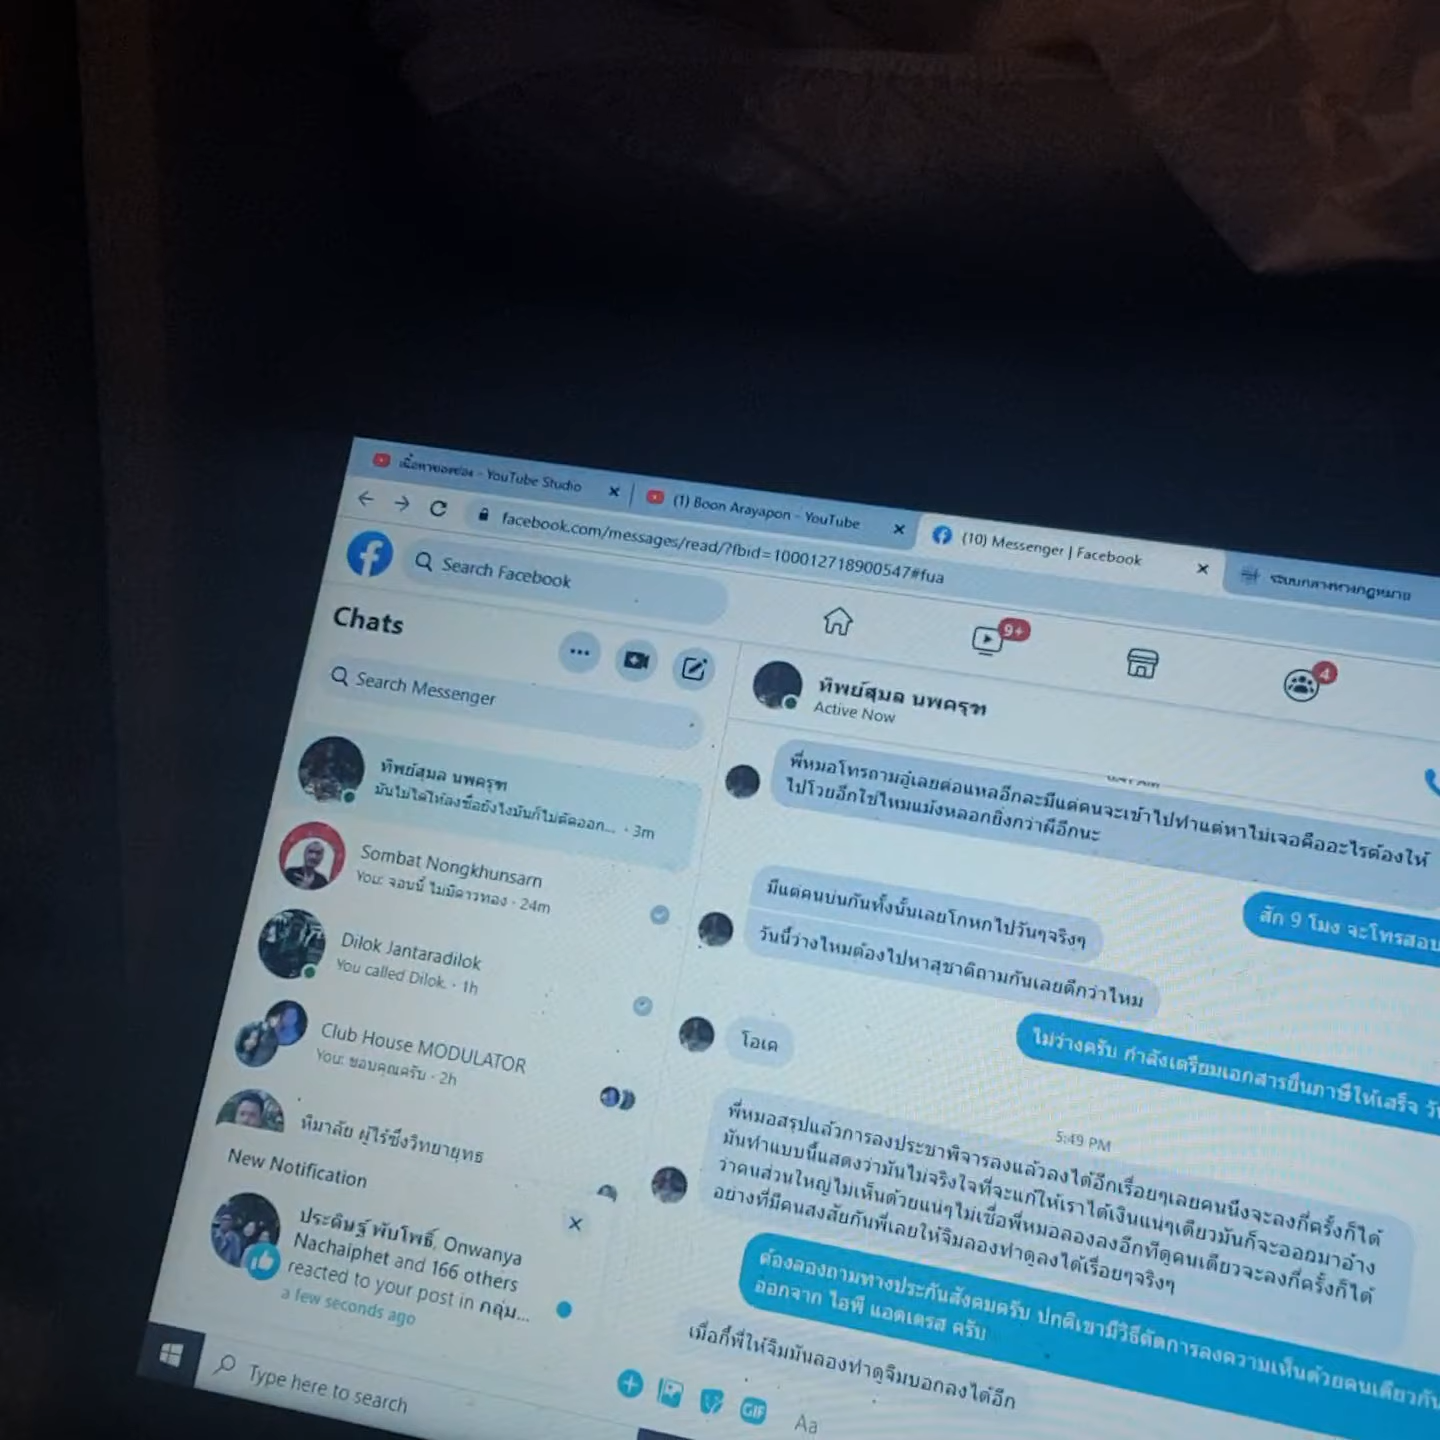 เนื้อหาของช่อง - YouTube Studio
(1) Boon Arayapon - YouTube
(10) Messenger | Facebook
ระบบกลางทางกฎหมาย
facebook.com/messages/read/?fbid=100012718900547#fua
Search Facebook
9+
4
Chats
Search Messenger
ทิพย์สุมล นพครุฑ
มันไม่ได้ให้ลงชื่อยังไงมันก็ไม่ตัดออก... · 3m
Sombat Nongkhunsarn
You: จอบนี้ ไม่มีดาวทอง · 24m
Dilok Jantaradilok
You called Dilok. · 1h
Club House MODULATOR
You: ขอบคุณครับ · 2h
หิมาลัย ผู้ไร้ซึ่งวิทยายุทธ
New Notification
ประดิษฐ์ พับโพธิ์, Onwanya
Nachaiphet and 166 others
reacted to your post in กลุ่ม...
a few seconds ago
Type here to search
ทิพย์สุมล นพครุฑ
Active Now
พี่หมอโทรถามอู๋เลยต่อแหลอีกละมีแต่คนจะเข้าไปทำแต่หาไม่เจอคืออะไรต้องให้
ไปโวยอีกใช่ไหมแม้งหลอกยิ่งกว่าผีอีกนะ
สัก 9 โมง จะโทรสอบ
มีแต่คนบ่นกันทั้งนั้นเลยโกหกไปวันๆจริงๆ
วันนี้ว่างไหมต้องไปหาสุชาติถามกันเลยดีกว่าไหม
ไม่ว่างครับ กำลังเตรียมเอกสารยื่นภาษีให้เสร็จ วั
โอเค
5:49 PM
พี่หมอสรุปแล้วการลงประชาพิจารลงแล้วลงได้อีกเรื่อยๆเลยคนนึงจะลงกี่ครั้งก็ได้
มันทำแบบนี้แสดงว่ามันไม่จริงใจที่จะแก้ให้เราได้เงินแน่ๆเดียวมันก็จะออกมาอ้าง
ว่าคนส่วนใหญ่ไม่เห็นด้วยแน่ๆไม่เชื่อพี่หมอลองลงอีกทีดูคนเดียวจะลงกี่ครั้งก็ได้
อย่างที่มีคนสงสัยกันพี่เลยให้จิมลองทำดูลงได้เรื่อยๆจริงๆ
ต้องลองถามทางประกันสังคมครับ ปกติเขามีวิธีตัดการลงความเห็นด้วยคนเดียวกัน
ออกจาก ไอพี แอดเดรส ครับ
เมื่อกี้พี่ให้จิมมันลองทำดูจิมบอกลงได้อีก
GIF
Aa